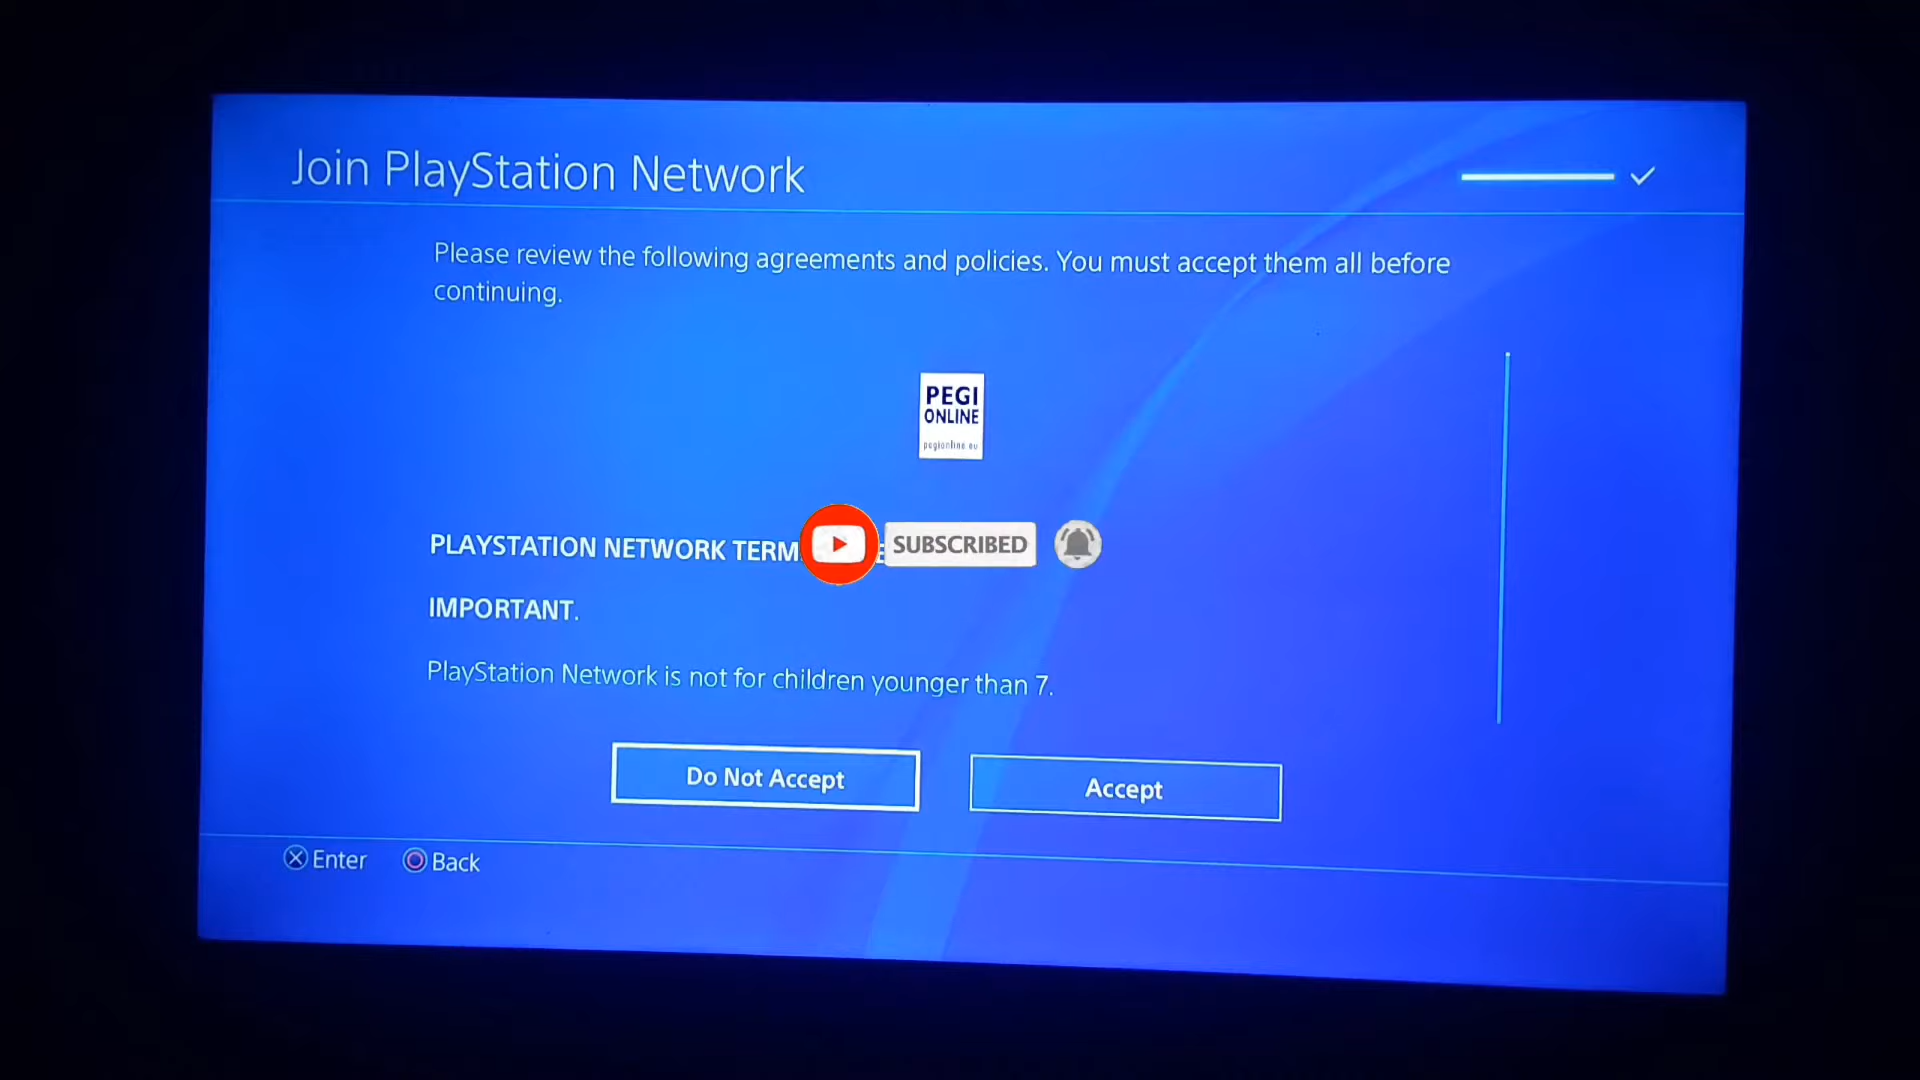 Join PlayStation Network
Please review the following agreements and policies. You must accept them all before
continuing.
PEGI
ONLINE
pegionline.eu
PLAYSTATION NETWORK TERM
SUBSCRIBED
IMPORTANT.
PlayStation Network is not for children younger than 7.
Do Not Accept
Accept
Enter
Back